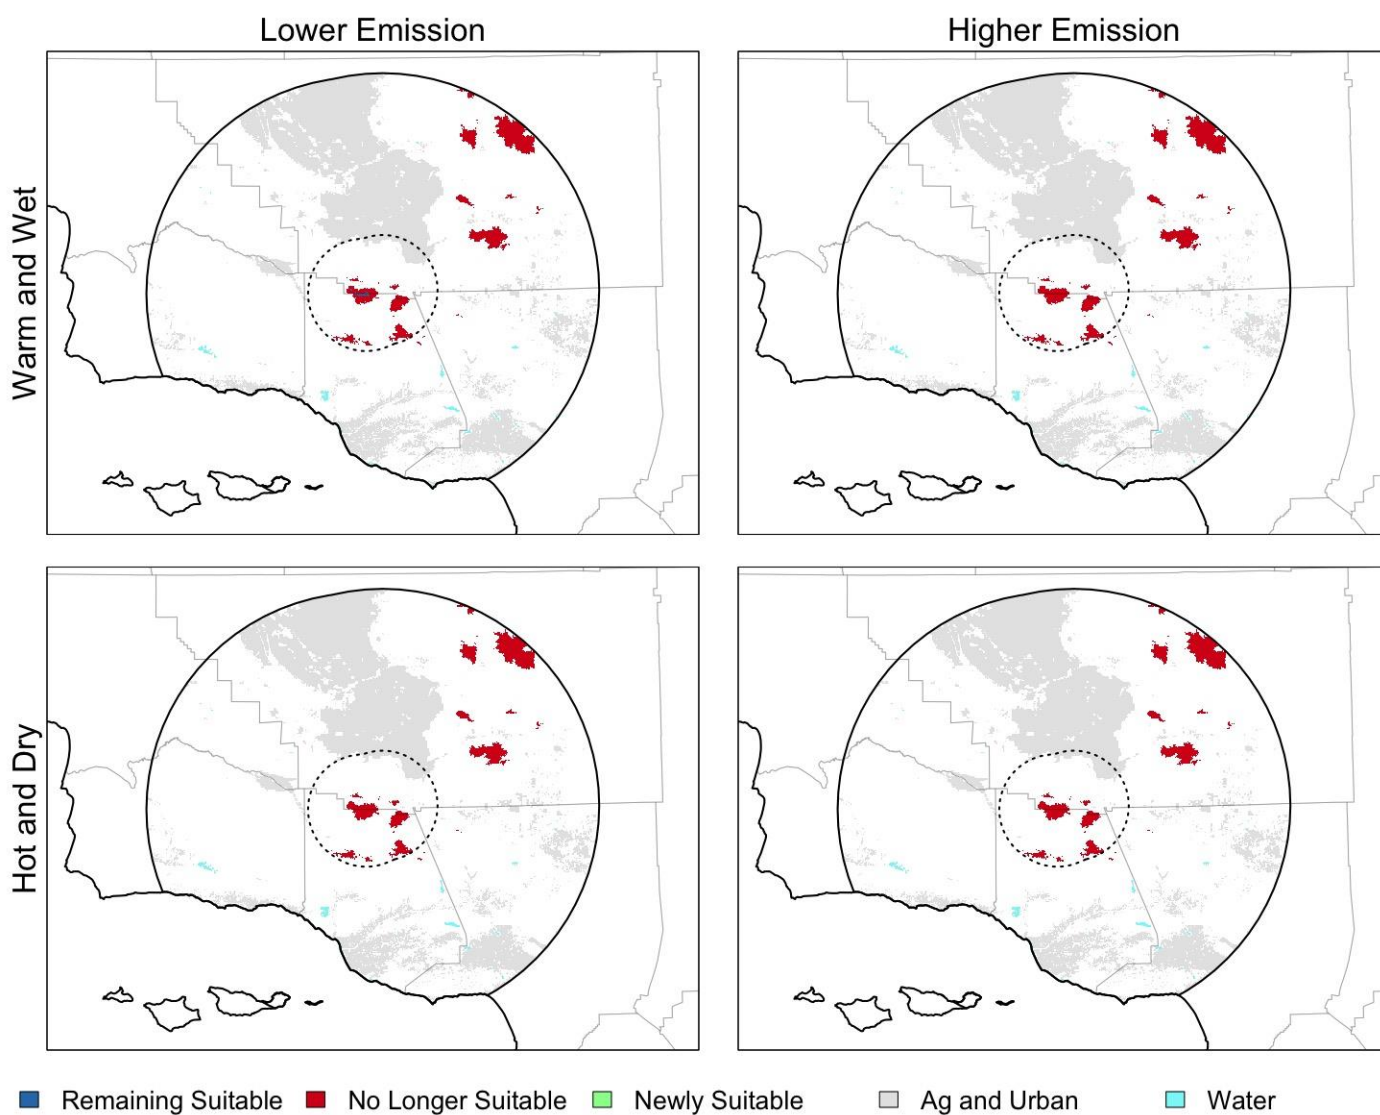 Lower Emission
Higher Emission
Warm and Wet
Hot and Dry
Remaining Suitable No Longer Suitable Newly Suitable Ag and Urban Water